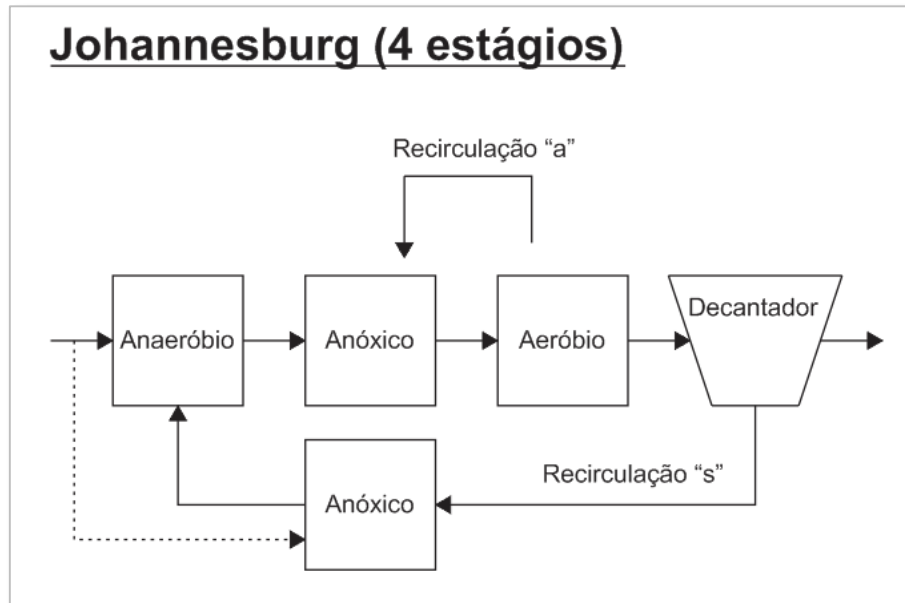 Johannesburg (4 estágios)
Recirculação “a”
Decantador
Anaeróbio
Anóxico
Aeróbio
Recirculação “s”
Anóxico